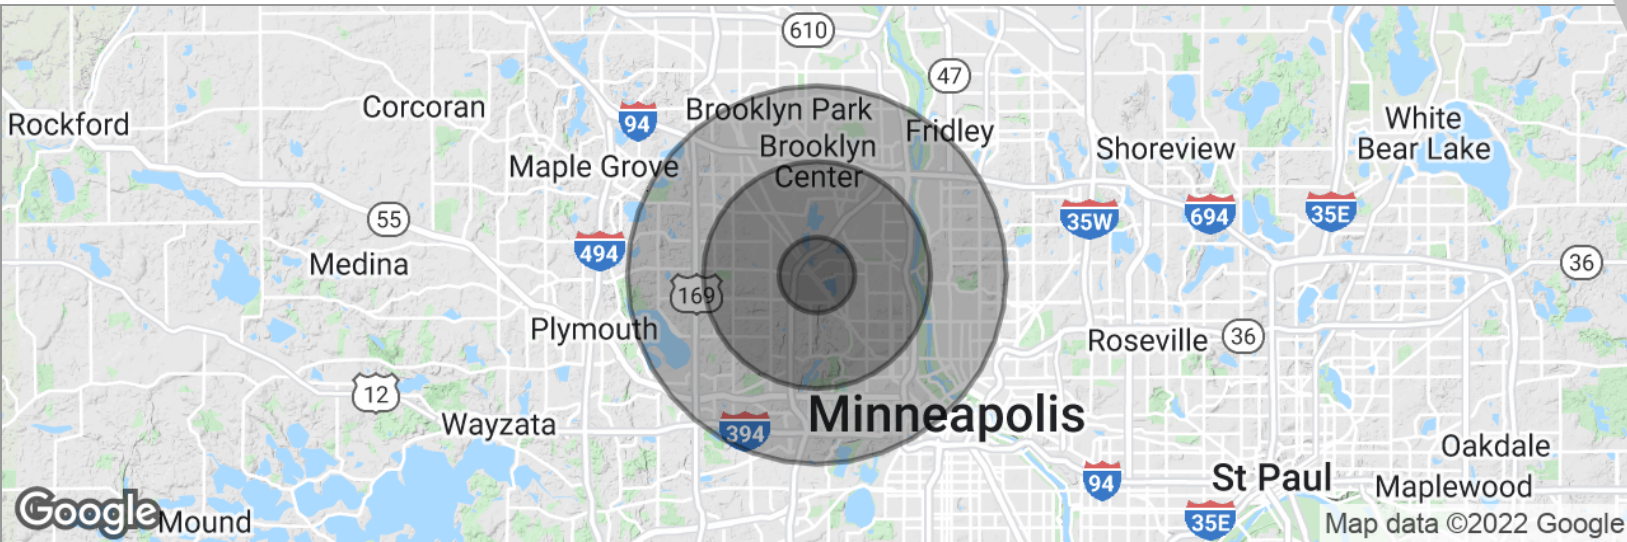 610
47
Corcoran
Brooklyn Park
94
Rockford
Fridley
White
Bear Lake
Brooklyn
Center
Shoreview
Maple Grove
55
35W
694
35E
494
Medina
36
169
Plymouth
Roseville
36
12
Minneapolis
Wayzata
394
Oakdale
94
St Paul
Maplewood
Google
Mound
35E
Map data ©2022 Google